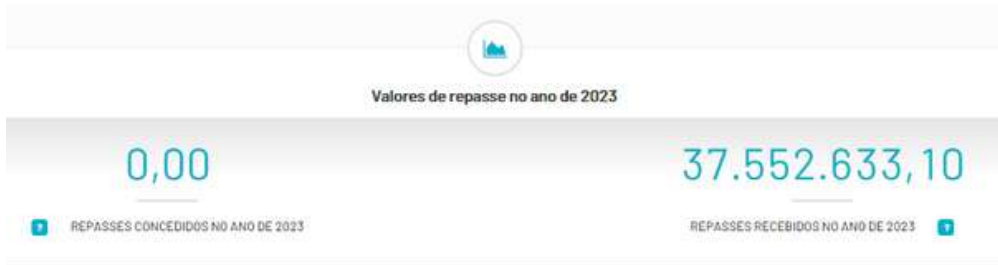 Valores de repasse no ano de 2023
0,00
37.552.633,10
? REPASSES CONCEDIDOS NO ANO DE 2023
REPASSES RECEBIDOS NO ANO DE 2023 ?